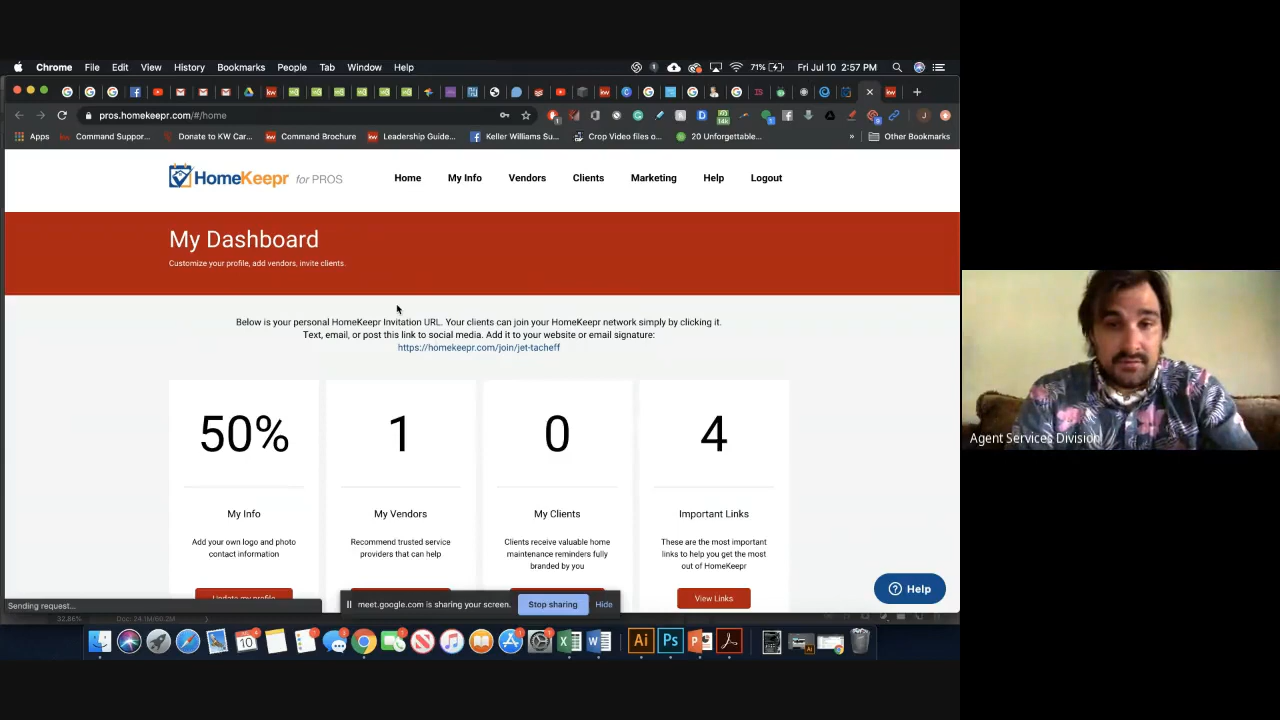 Chrome File Edit View History Bookmarks People Tab Window Help 71% Fri Jul 10 2:57 PM
pros.homekeepr.com/#/home
Apps Command Suppor... Donate to KW Car... Command Brochure Leadership Guide... Keller Williams Su... Crop Video files o... 20 Unforgettable... » Other Bookmarks
HomeKeepr for PROS Home My Info Vendors Clients Marketing Help Logout
My Dashboard
Customize your profile, add vendors, invite clients.
Below is your personal HomeKeepr Invitation URL. Your clients can join your HomeKeepr network simply by clicking it.
Text, email, or post this link to social media. Add it to your website or email signature:
https://homekeepr.com/join/jet-tacheff
50% 1 0 4
My Info My Vendors My Clients Important Links
Add your own logo and photo contact information
Recommend trusted service providers that can help
Clients receive valuable home maintenance reminders fully branded by you
These are the most important links to help you get the most out of HomeKeepr
Update my profile
View Links
Help
Sending request...
meet.google.com is sharing your screen. Stop sharing Hide
Agent Services Division